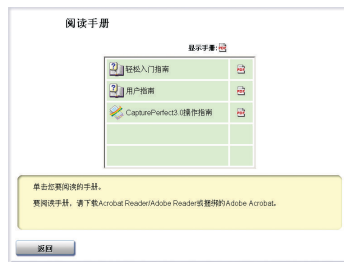 阅读手册
显示手册:
轻松入门指南
用户指南
CapturePerfect3.0操作指南
单击您要阅读的手册。
要阅读手册，请下载Acrobat Reader/Adobe Reader或捆绑的Adobe Acrobat。
返回